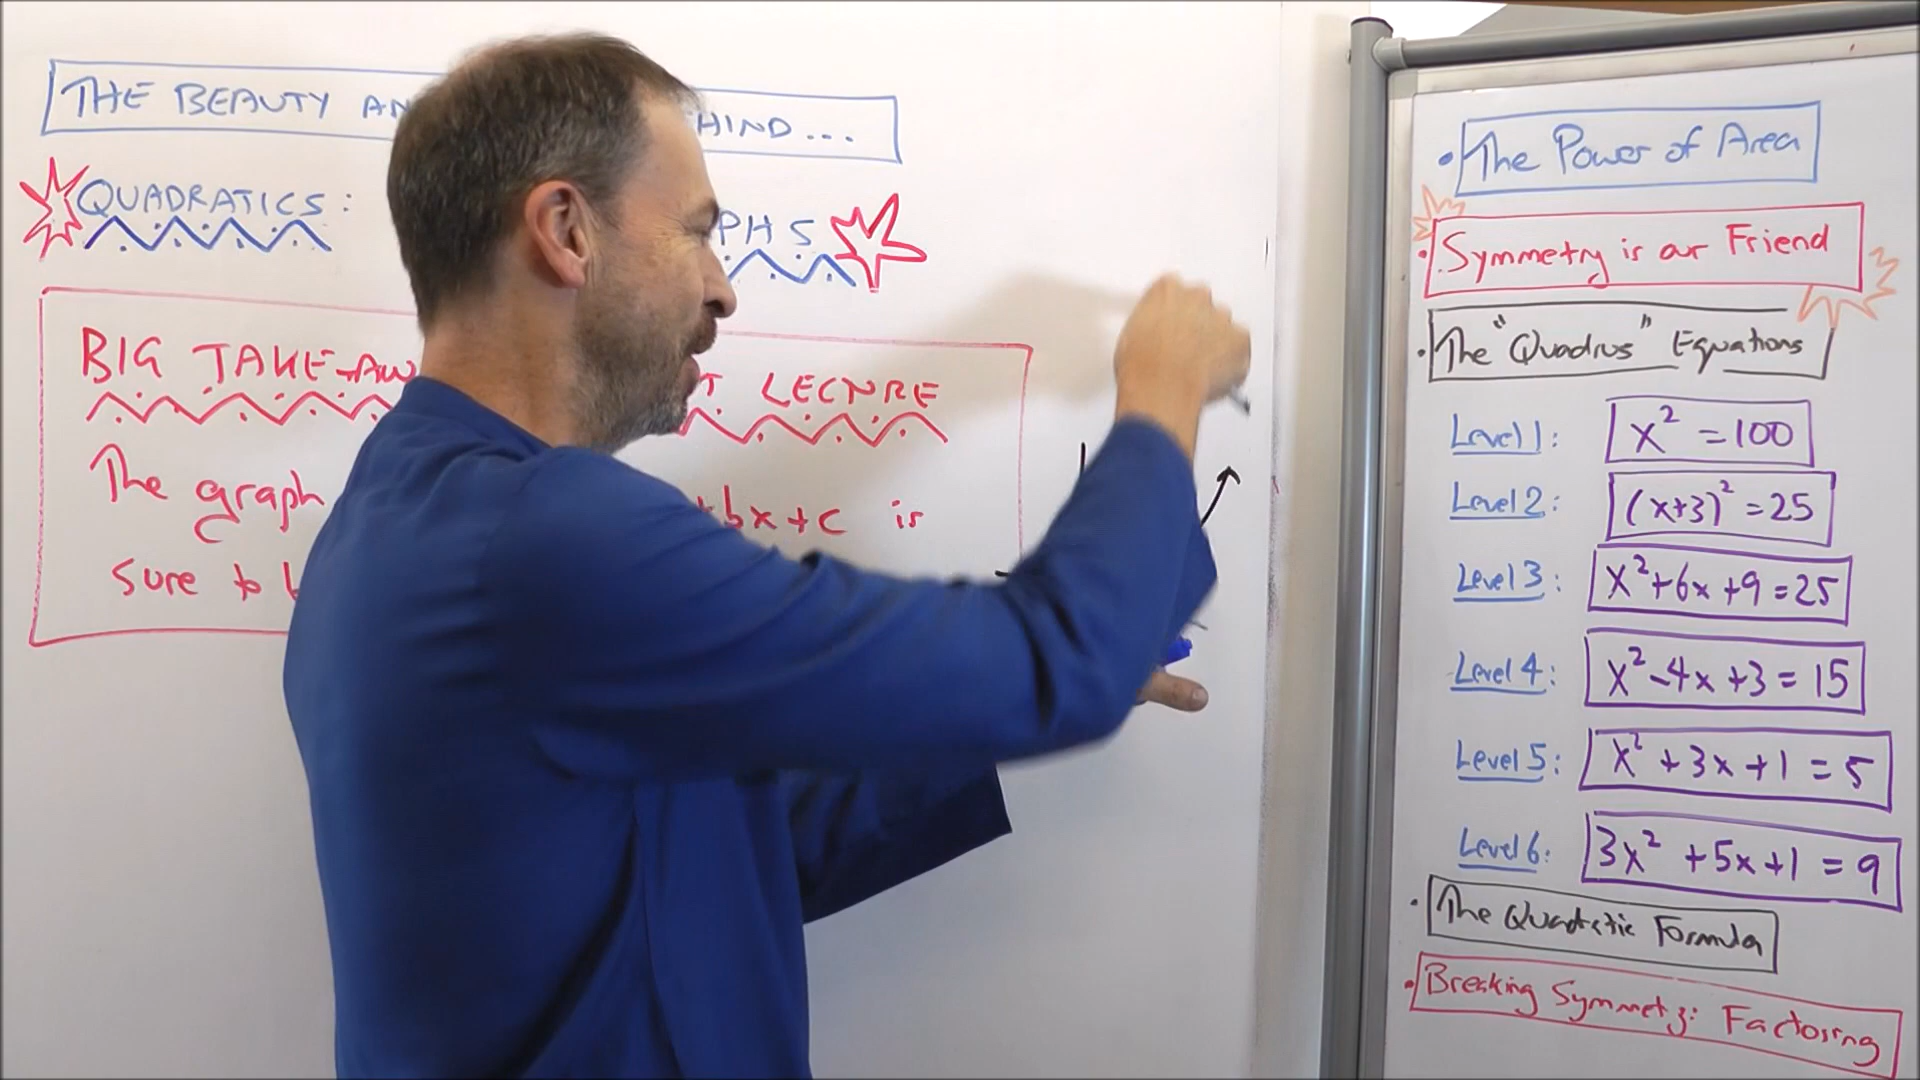 THE BEAUTY AN HIND...
QUADRATICS: PHS
BIG TAKE-AW T LECNRE
The graph +bx+c is
sure to b
• The Power of Area
• Symmetry is our Friend
• The "Quadrus" Equations
Level 1: x² = 100
Level 2: (x+3)² = 25
Level 3: x²+6x+9=25
Level 4: x²-4x+3=15
Level 5: x²+3x+1=5
Level 6: 3x²+5x+1=9
• The Quadratic Formula
• Breaking Symmetry: Factoring